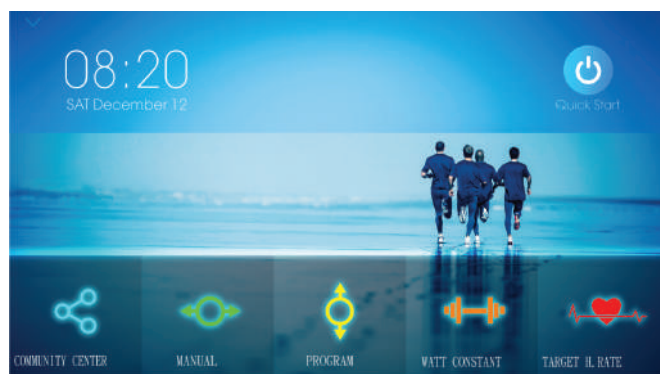 08:20
SAT December 12
Quick Start
COMMUNITY CENTER
MANUAL
PROGRAM
WATT CONSTANT
TARGET H.RATE